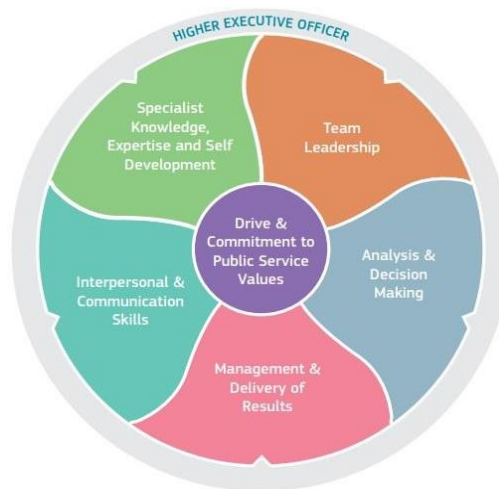 HIGHER EXECUTIVE OFFICER
Specialist
Knowledge,
Expertise and Self
Development
Team
Leadership
Drive &
Commitment to
Public Service
Values
Analysis &
Decision
Making
Interpersonal &
Communication
Skills
Management &
Delivery of
Results